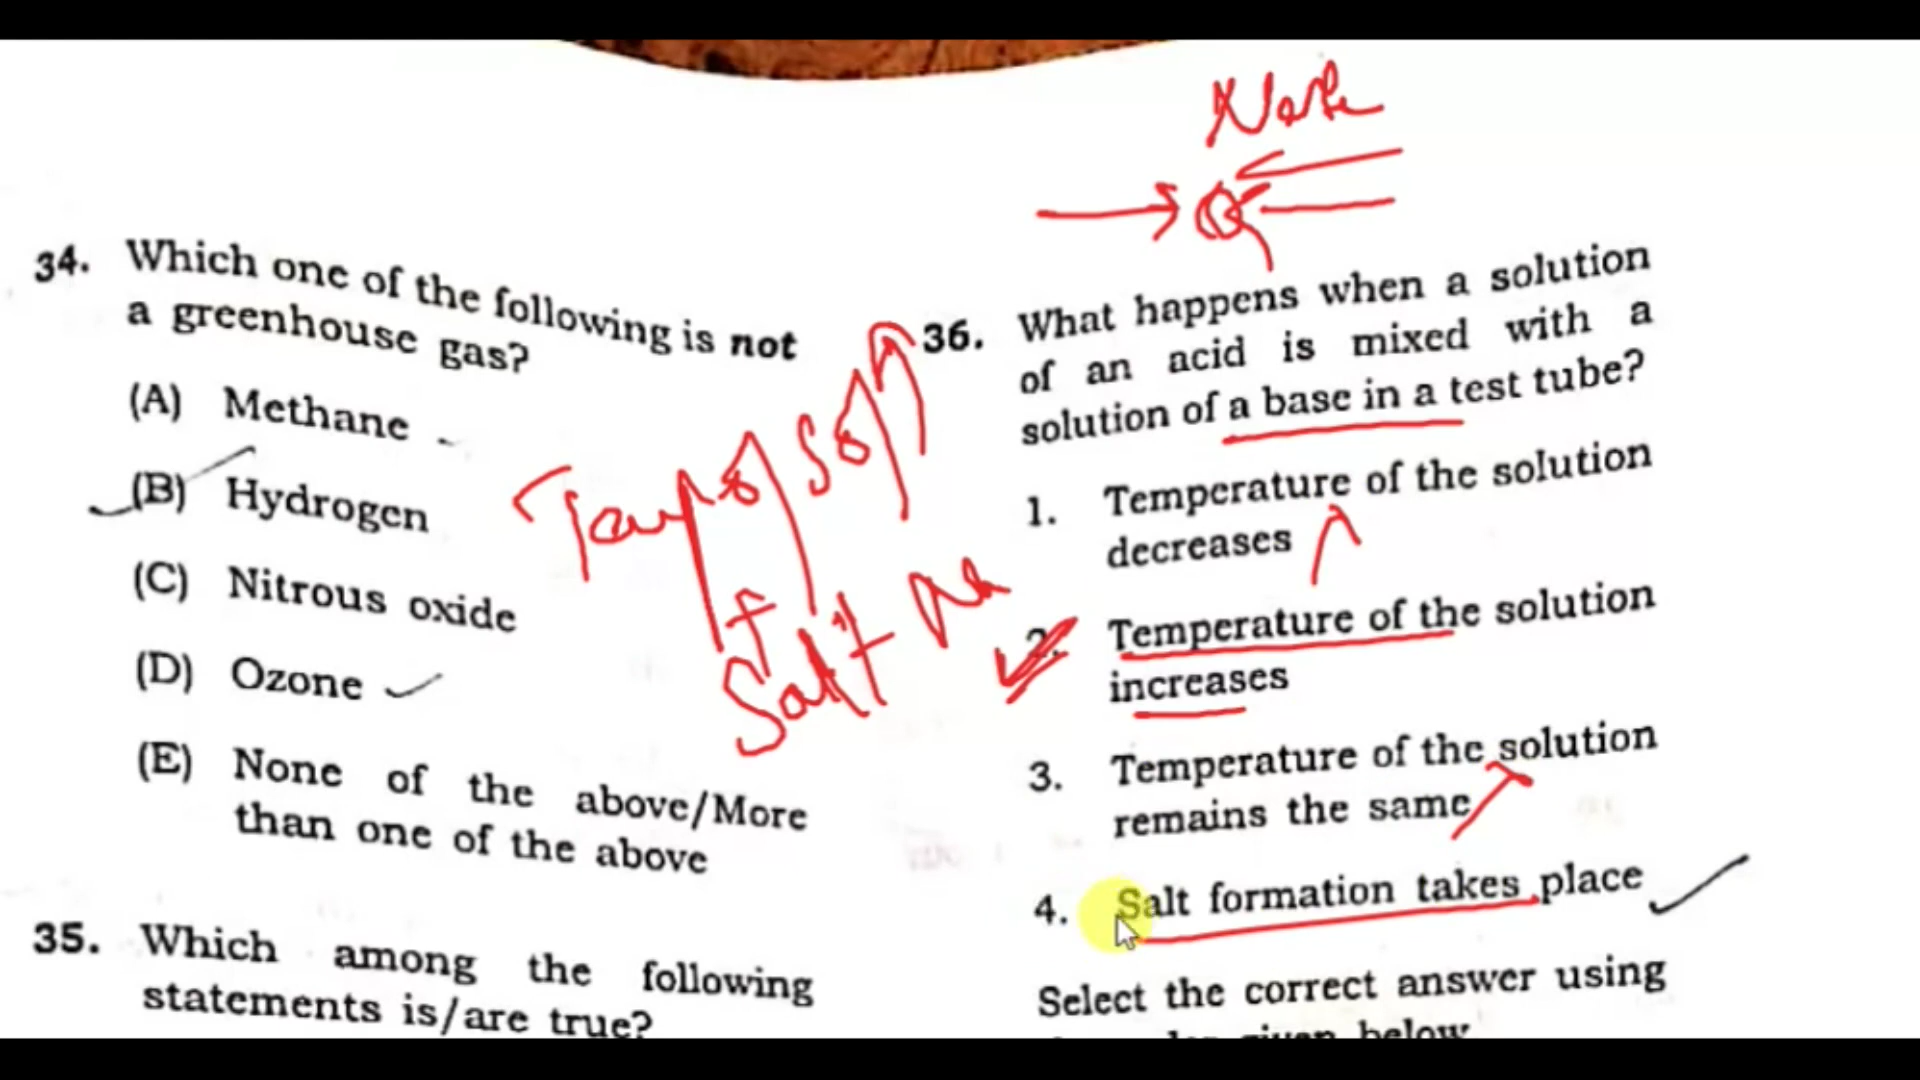 34. Which one of the following is not
a greenhouse gas?
(A) Methane
(B) Hydrogen
(C) Nitrous oxide
(D) Ozone
(E) None of the above/More
than one of the above
35. Which among the following
statements is/are true?
36. What happens when a solution
of an acid is mixed with a
solution of a base in a test tube?
1. Temperature of the solution
decreases
2. Temperature of the solution
increases
3. Temperature of the solution
remains the same
4. Salt formation takes place
Select the correct answer using
given below
Salt